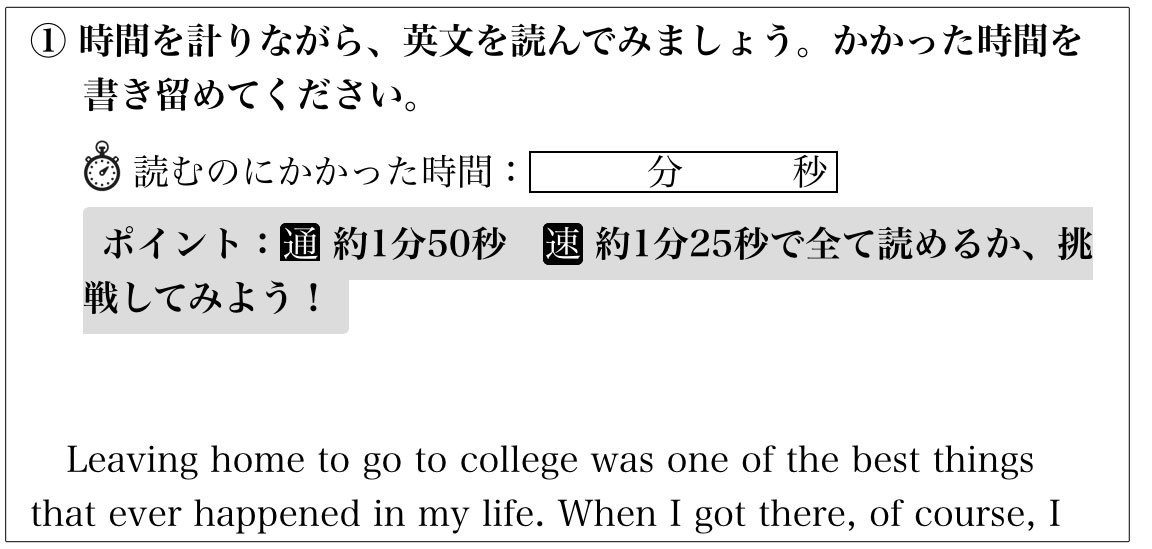 ① 時間を計りながら、英文を読んでみましょう。かかった時間を
書き留めてください。
読むのにかかった時間：　　　分　　　秒
ポイント：通 約1分50秒　速 約1分25秒で全て読めるか、挑
戦してみよう！
Leaving home to go to college was one of the best things
that ever happened in my life. When I got there, of course, I